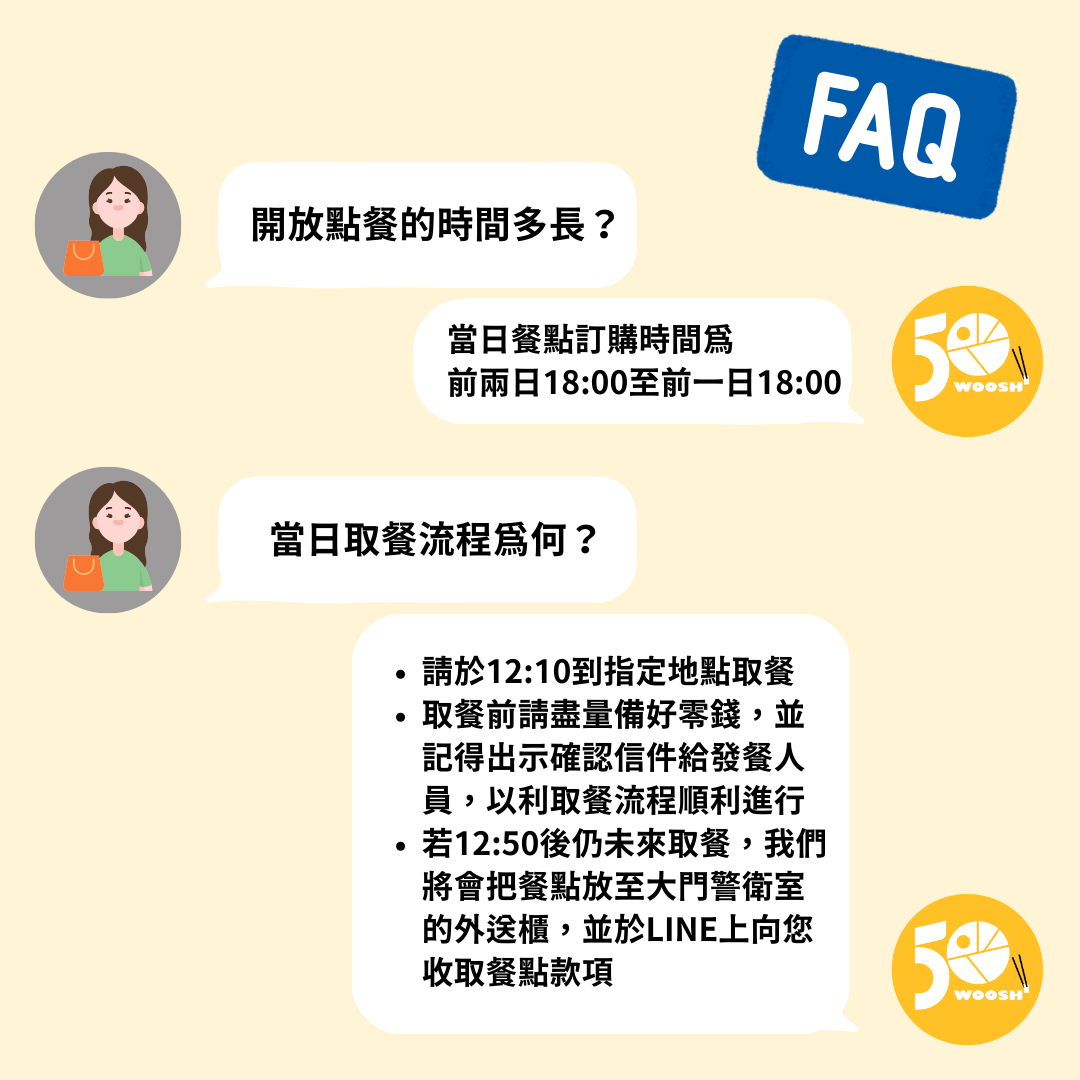 FAQ
開放點餐的時間多長？
當日餐點訂購時間爲
前兩日18:00至前一日18:00
50
WOOSH
當日取餐流程爲何？
• 請於12:10到指定地點取餐
• 取餐前請盡量備好零錢，並
記得出示確認信件給發餐人
員，以利取餐流程順利進行
• 若12:50後仍未來取餐，我們
將會把餐點放至大門警衛室
的外送櫃，並於LINE上向您
收取餐點款項
50
WOOSH